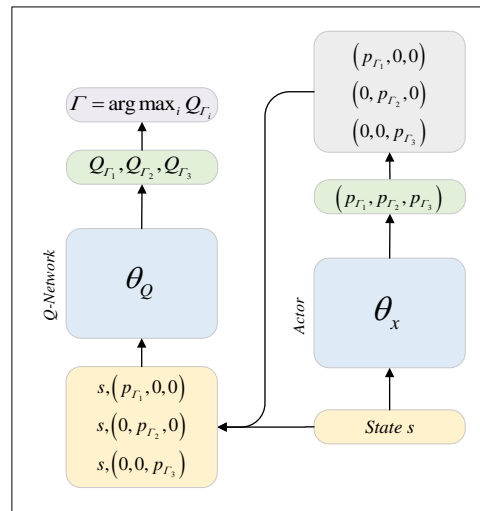 Γ = arg max_i Q_{Γ_i}
Q_{Γ_1}, Q_{Γ_2}, Q_{Γ_3}
Q-Network
θ_Q
s,(p_{Γ_1},0,0)
s,(0, p_{Γ_2},0)
s,(0,0, p_{Γ_3})
(p_{Γ_1},0,0)
(0, p_{Γ_2},0)
(0,0, p_{Γ_3})
(p_{Γ_1}, p_{Γ_2}, p_{Γ_3})
Actor
θ_x
State s